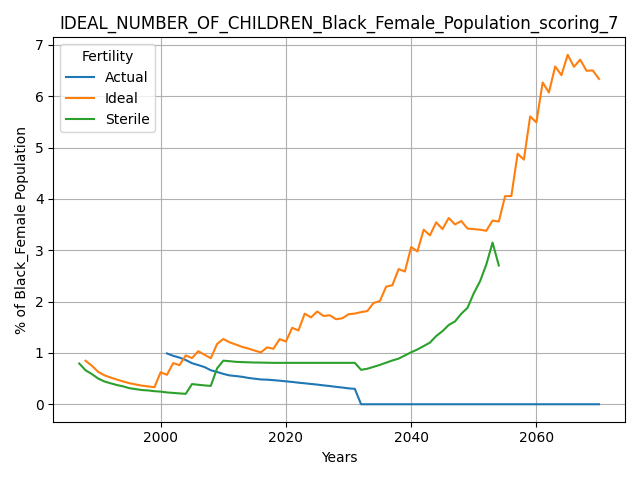 IDEAL_NUMBER_OF_CHILDREN_Black_Female_Population_scoring_7
Fertility
Actual
Ideal
Sterile
% of Black_Female Population
7
6
5
4
3
2
1
0
2000 2020 2040 2060
Years